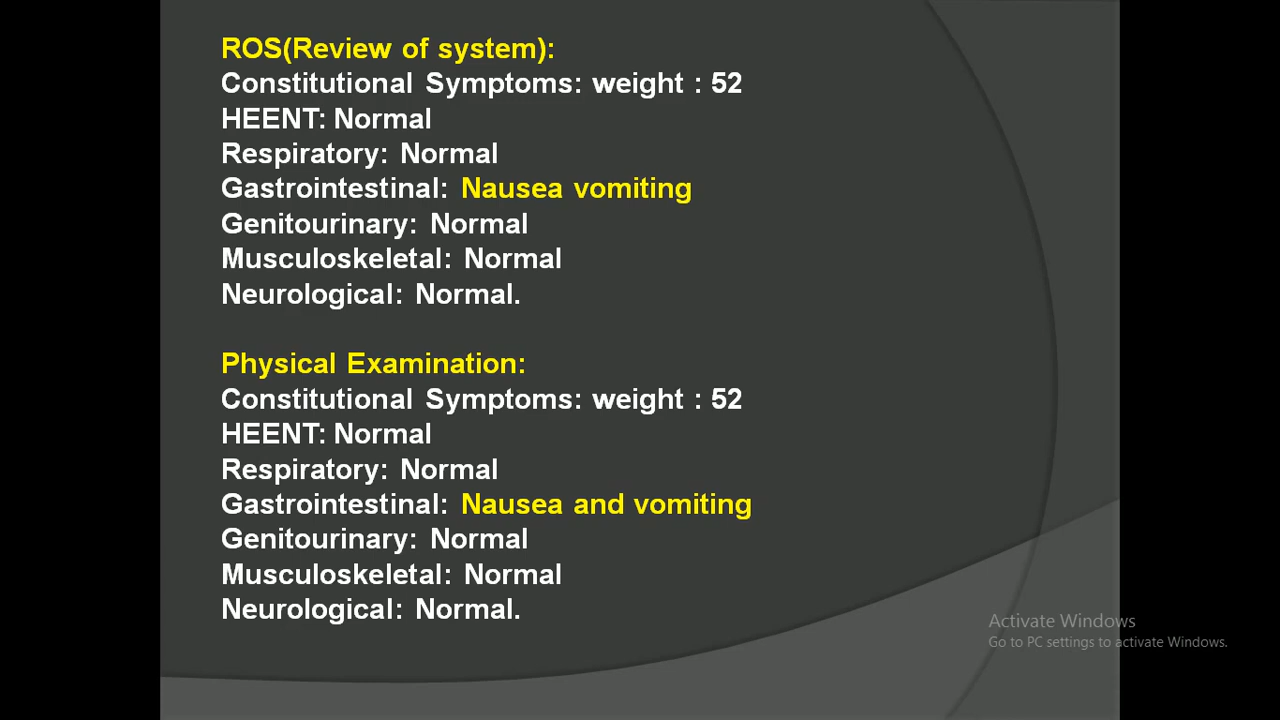 ROS(Review of system):
Constitutional Symptoms: weight : 52
HEENT: Normal
Respiratory: Normal
Gastrointestinal: Nausea vomiting
Genitourinary: Normal
Musculoskeletal: Normal
Neurological: Normal.
Physical Examination:
Constitutional Symptoms: weight : 52
HEENT: Normal
Respiratory: Normal
Gastrointestinal: Nausea and vomiting
Genitourinary: Normal
Musculoskeletal: Normal
Neurological: Normal.
Activate Windows
Go to PC settings to activate Windows.